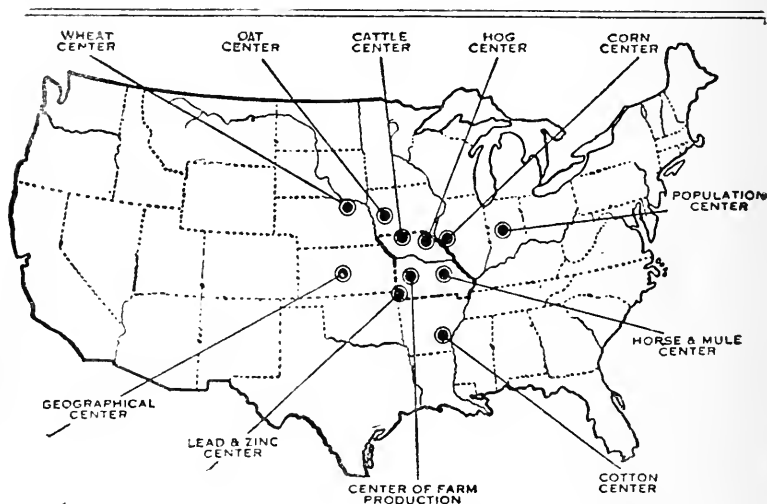 WHEAT
CENTER
OAT
CENTER
CATTLE
CENTER
HOG
CENTER
CORN
CENTER
POPULATION
CENTER
HORSE & MULE
CENTER
GEOGRAPHICAL
CENTER
LEAD & ZINC
CENTER
CENTER OF FARM
PRODUCTION
COTTON
CENTER